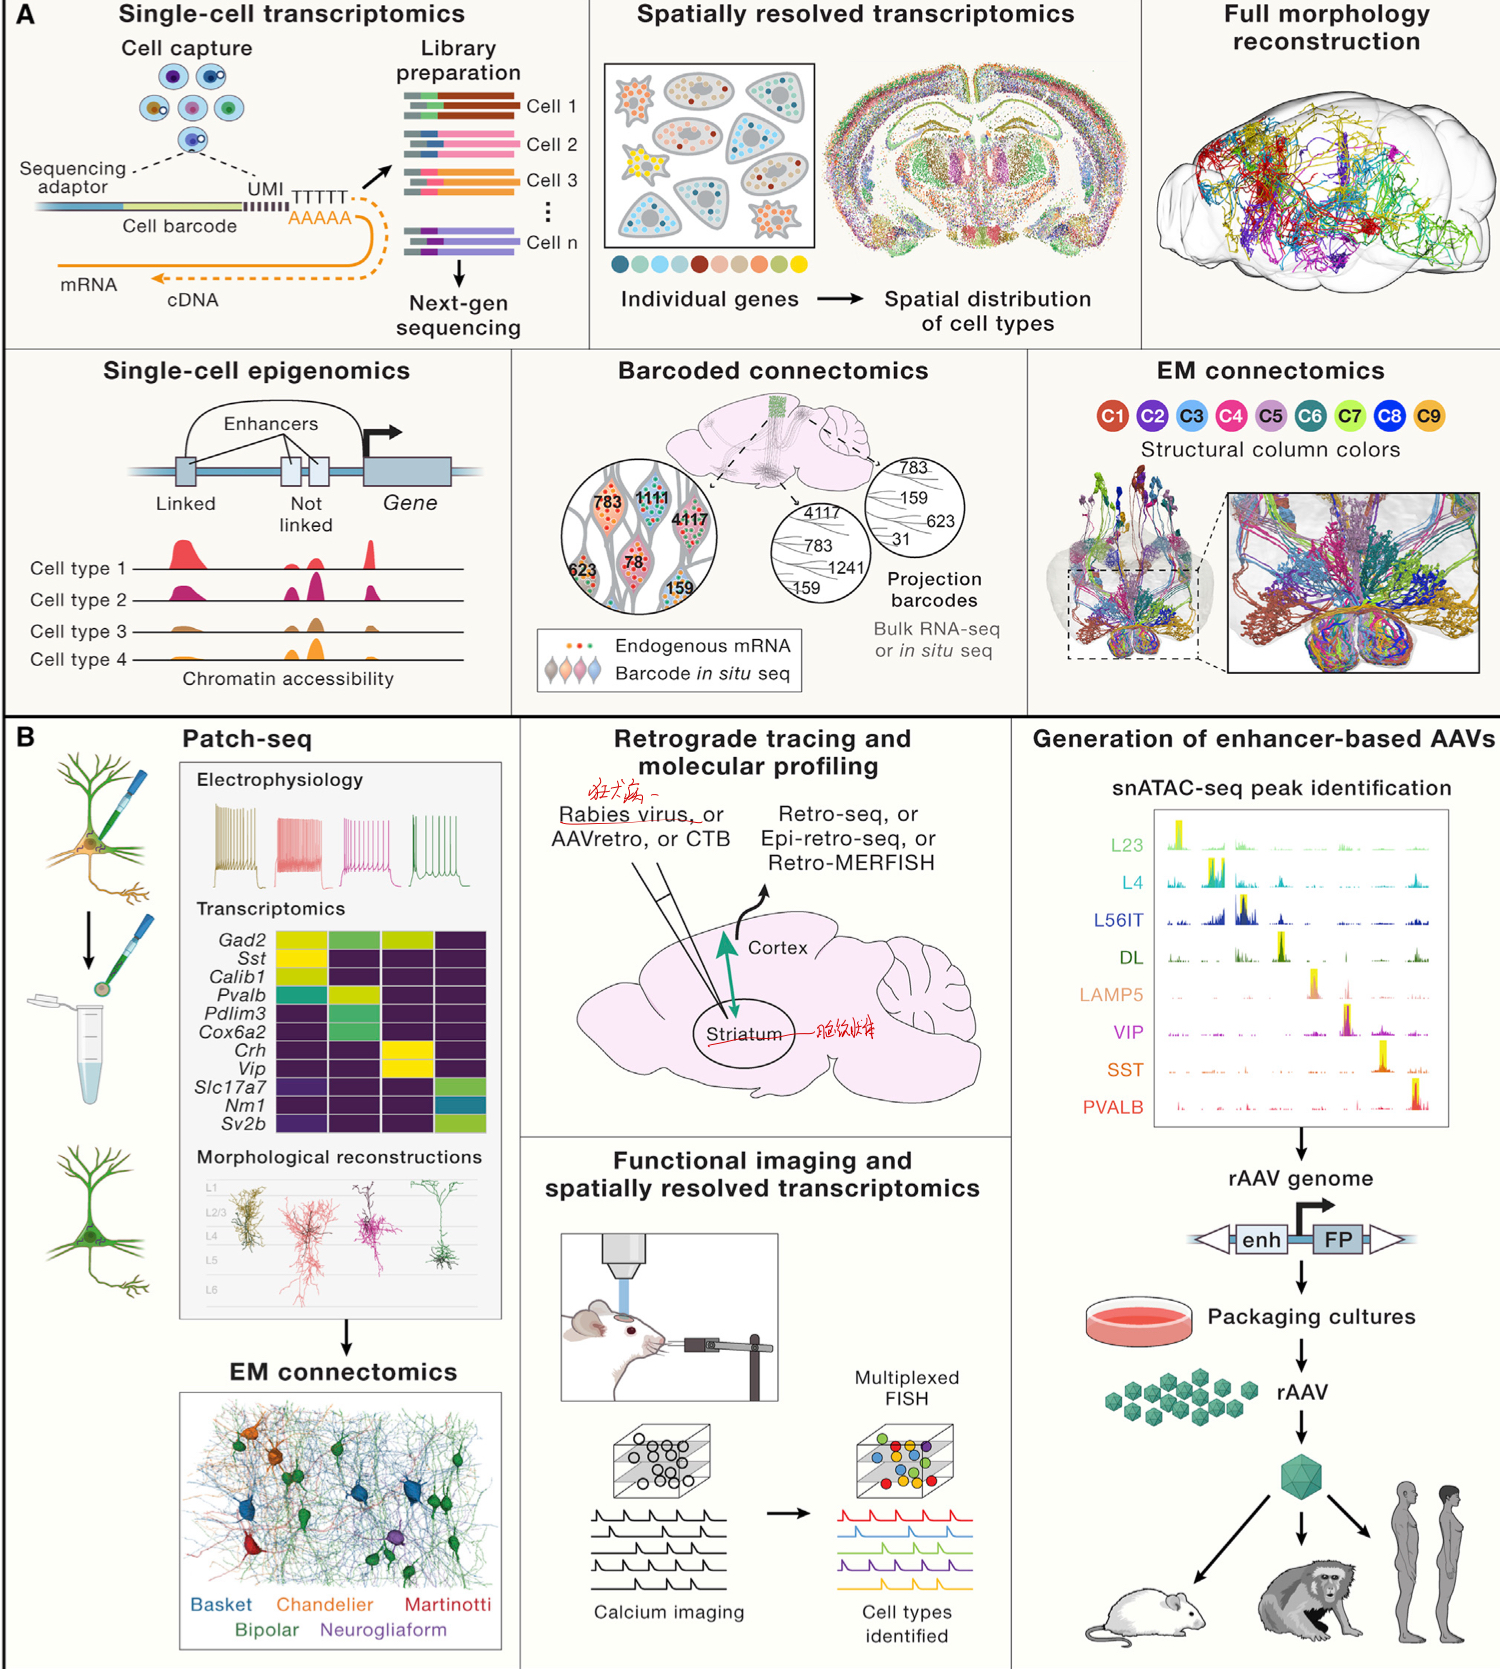 A
Single-cell transcriptomics
Cell capture
Library
preparation
Cell 1
Cell 2
Cell 3
Cell n
Sequencing
adaptor
UMI
TTTTT
AAAAA
Cell barcode
mRNA
cDNA
Next-gen
sequencing
Spatially resolved transcriptomics
Individual genes
Spatial distribution
of cell types
Full morphology
reconstruction
Single-cell epigenomics
Enhancers
Linked
Not
linked
Gene
Cell type 1
Cell type 2
Cell type 3
Cell type 4
Chromatin accessibility
Barcoded connectomics
783
1111
4117
78
623
159
4117
783
1241
159
783
159
623
31
Projection
barcodes
Bulk RNA-seq
or in situ seq
Endogenous mRNA
Barcode in situ seq
EM connectomics
C1 C2 C3 C4 C5 C6 C7 C8 C9
Structural column colors
B
Patch-seq
Electrophysiology
Transcriptomics
Gad2
Sst
Calib1
Pvalb
Pdlim3
Cox6a2
Crh
Vip
Slc17a7
Nm1
Sv2b
Morphological reconstructions
L1
L2/3
L4
L5
L6
EM connectomics
Basket Chandelier Martinotti
Bipolar Neurogliaform
Retrograde tracing and
molecular profiling
狂犬病
Rabies virus, or
AAVretro, or CTB
Retro-seq, or
Epi-retro-seq, or
Retro-MERFISH
Cortex
Striatum
Functional imaging and
spatially resolved transcriptomics
Multiplexed
FISH
Calcium imaging
Cell types
identified
Generation of enhancer-based AAVs
snATAC-seq peak identification
L23
L4
L56IT
DL
LAMP5
VIP
SST
PVALB
rAAV genome
enh
FP
Packaging cultures
rAAV